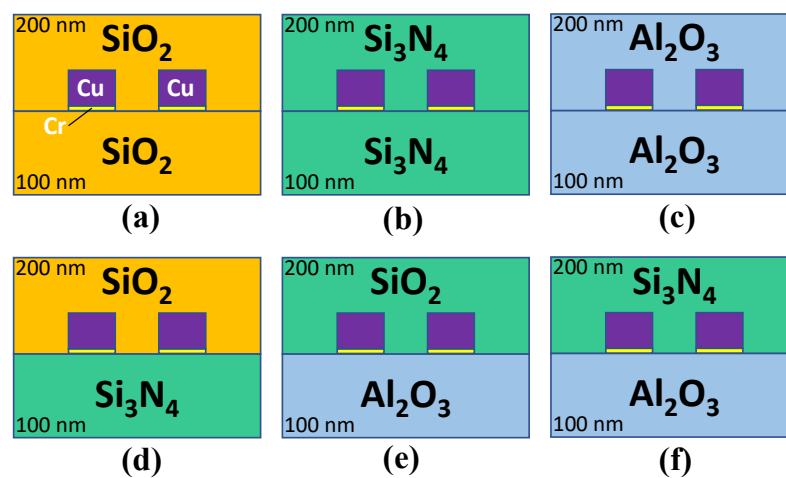 200 nm
SiO₂
Cu Cu
Cr
SiO₂
100 nm
(a)
200 nm
Si₃N₄
Si₃N₄
100 nm
(b)
200 nm
Al₂O₃
Al₂O₃
100 nm
(c)
200 nm
SiO₂
Si₃N₄
100 nm
(d)
200 nm
SiO₂
Al₂O₃
100 nm
(e)
200 nm
Si₃N₄
Al₂O₃
100 nm
(f)